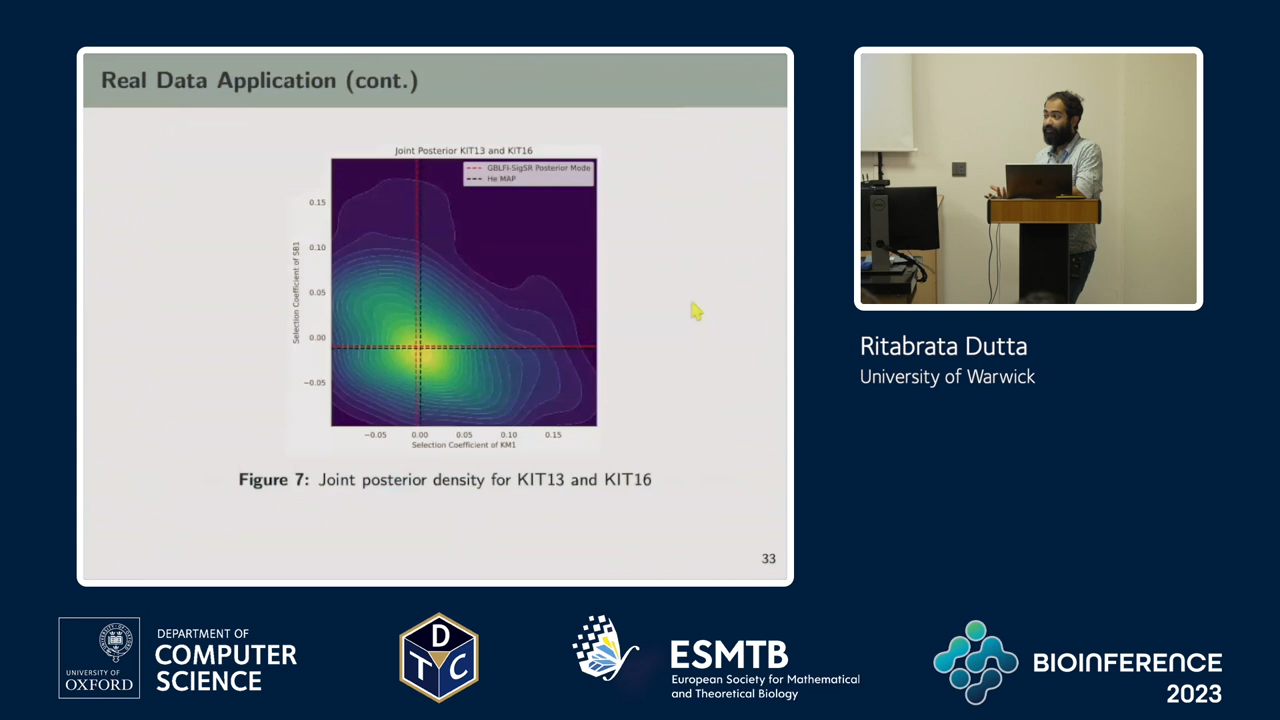 Real Data Application (cont.)
Joint Posterior KIT13 and KIT16
GBLFI-SigSR Posterior Mode
He MAP
Selection Coefficient of SB1
0.15
0.10
0.05
0.00
−0.05
−0.05 0.00 0.05 0.10 0.15
Selection Coefficient of KM1
Figure 7: Joint posterior density for KIT13 and KIT16
33
Ritabrata Dutta
University of Warwick
UNIVERSITY OF
OXFORD
DEPARTMENT OF
COMPUTER
SCIENCE
D
T C
ESMTB
European Society for Mathematical
and Theoretical Biology
BIOINFERENCE
2023